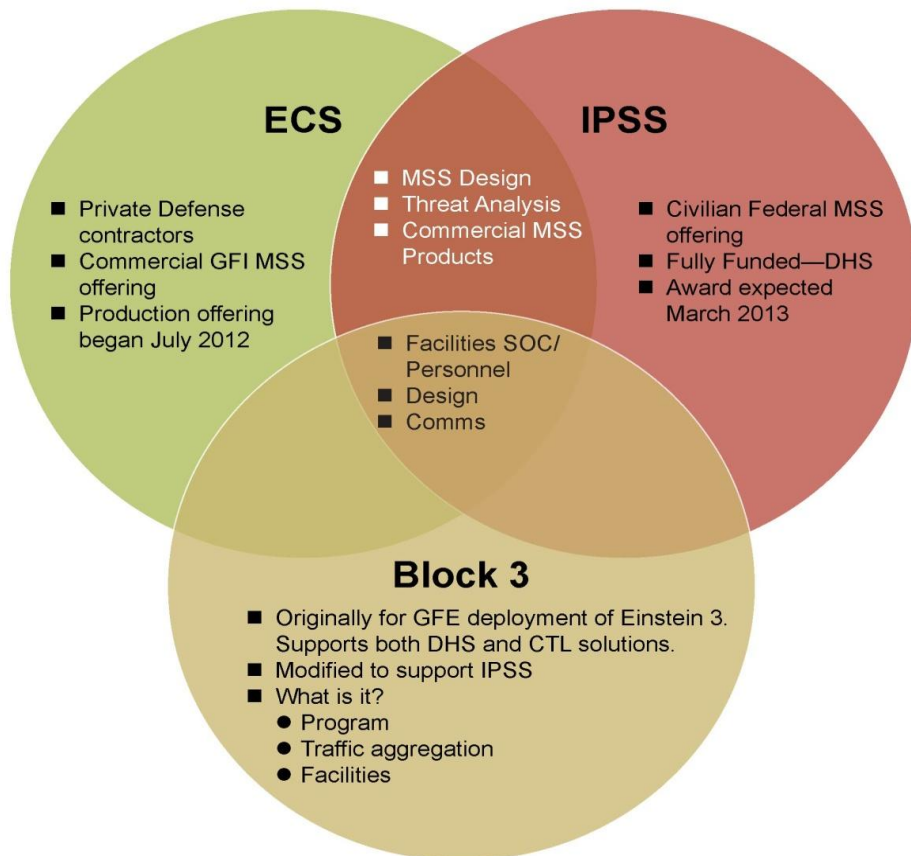 ECS
IPSS
■ Private Defense
contractors
■ Commercial GFI MSS
offering
■ Production offering
began July 2012
■ MSS Design
■ Threat Analysis
■ Commercial MSS
Products
■ Civilian Federal MSS
offering
■ Fully Funded—DHS
■ Award expected
March 2013
■ Facilities SOC/
Personnel
■ Design
■ Comms
Block 3
■ Originally for GFE deployment of Einstein 3.
Supports both DHS and CTL solutions.
■ Modified to support IPSS
■ What is it?
● Program
● Traffic aggregation
● Facilities